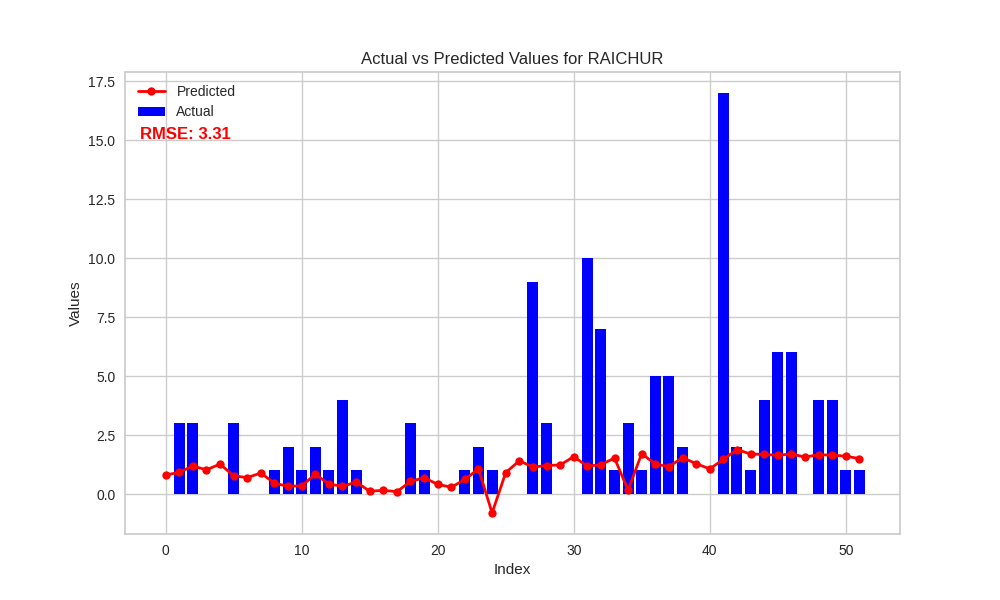 Actual vs Predicted Values for RAICHUR
Predicted
Actual
RMSE: 3.31
17.5
15.0
12.5
10.0
7.5
5.0
2.5
0.0
Values
0 10 20 30 40 50
Index